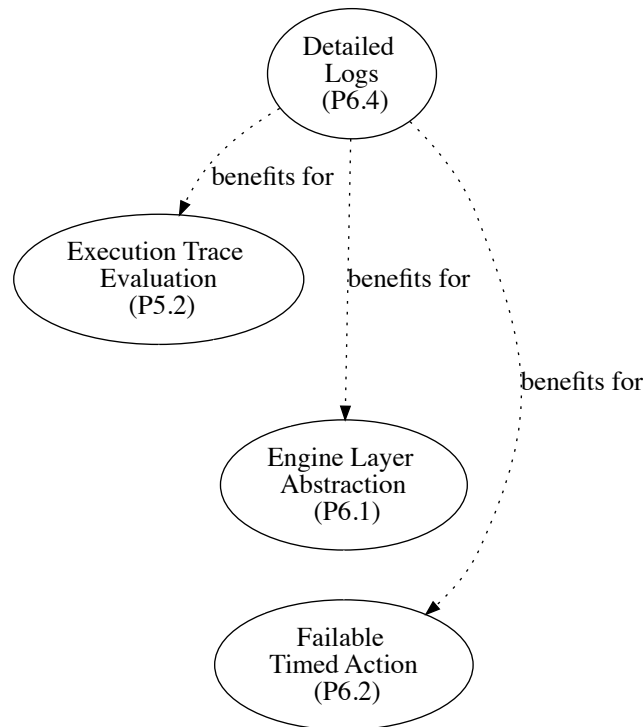 Detailed
Logs
(P6.4)
benefits for
Execution Trace
Evaluation
(P5.2)
benefits for
benefits for
Engine Layer
Abstraction
(P6.1)
Failable
Timed Action
(P6.2)